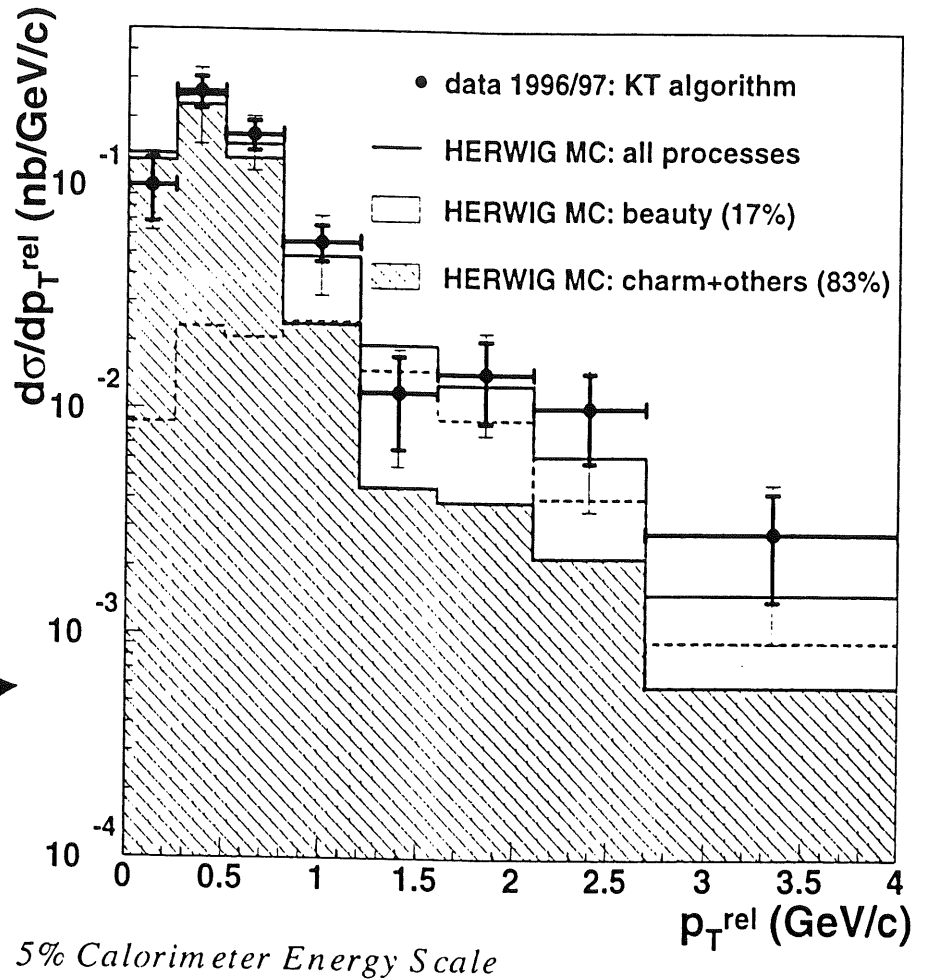 dσ/dp_T^rel (nb/GeV/c)
data 1996/97: KT algorithm
HERWIG MC: all processes
HERWIG MC: beauty (17%)
HERWIG MC: charm+others (83%)
10^-1
10^-2
10^-3
10^-4
0 0.5 1 1.5 2 2.5 3 3.5 4
p_T^rel (GeV/c)
5% Calorimeter Energy Scale